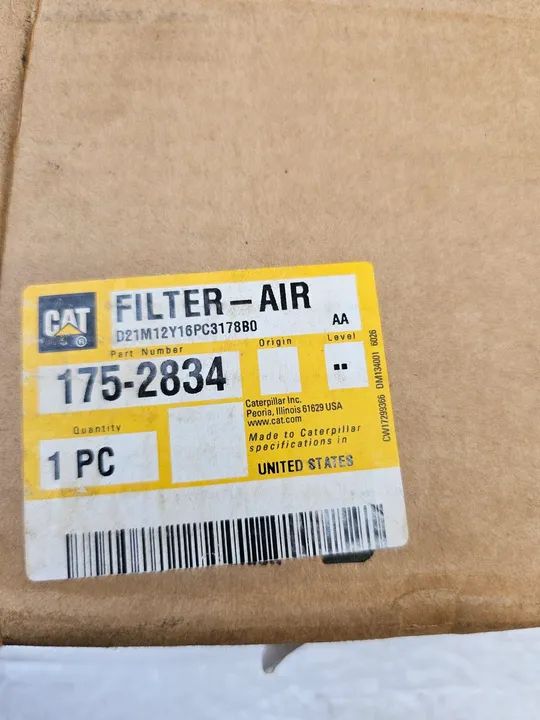 CAT
®
FILTER-AIR
D21M12Y16PC3178B0
AA
Part Number
Origin
Level
175-2834
--
Caterpillar Inc.
Peoria, Illinois 61629 USA
www.cat.com
Quantity
1 PC
Made to Caterpillar
specifications in
UNITED STATES
CW17299366 DM134001 6026